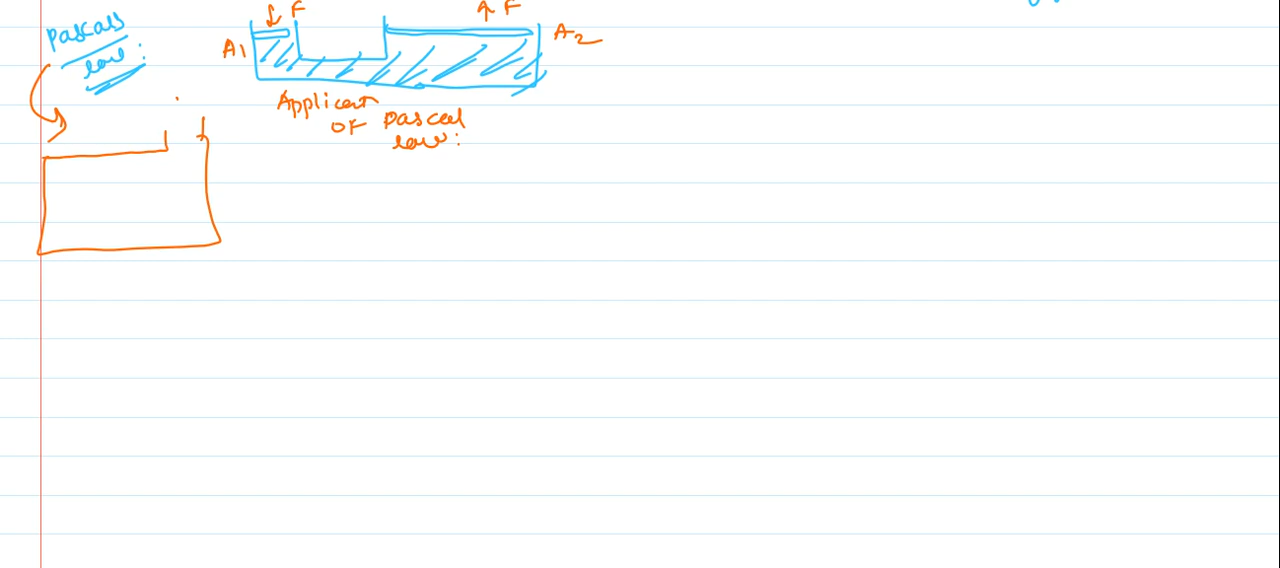 Pascals
law:
↓ F
↑ F
A1
A2
Applicat
OF Pascal
law: